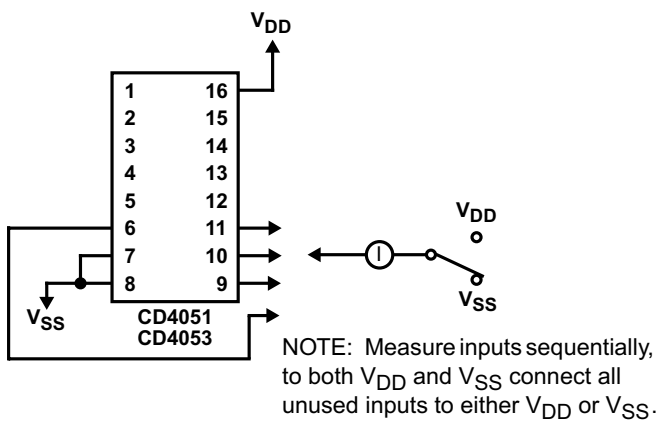 VDD
1 16
2 15
3 14
4 13
5 12
6 11
7 10
8 9
VSS
CD4051
CD4053
I
VDD
VSS
NOTE: Measure inputs sequentially,
to both VDD and VSS connect all
unused inputs to either VDD or VSS.